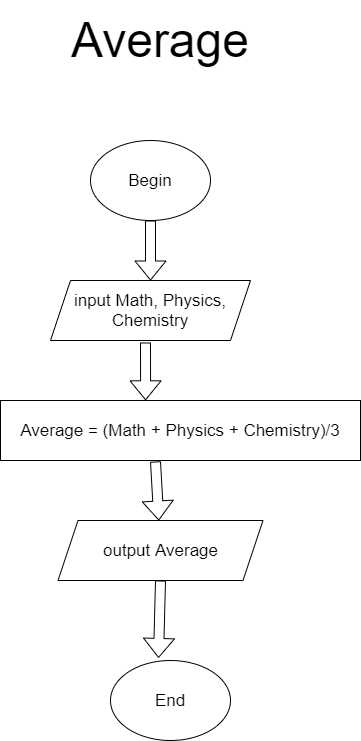 Average
Begin
input Math, Physics,
Chemistry
Average = (Math + Physics + Chemistry)/3
output Average
End